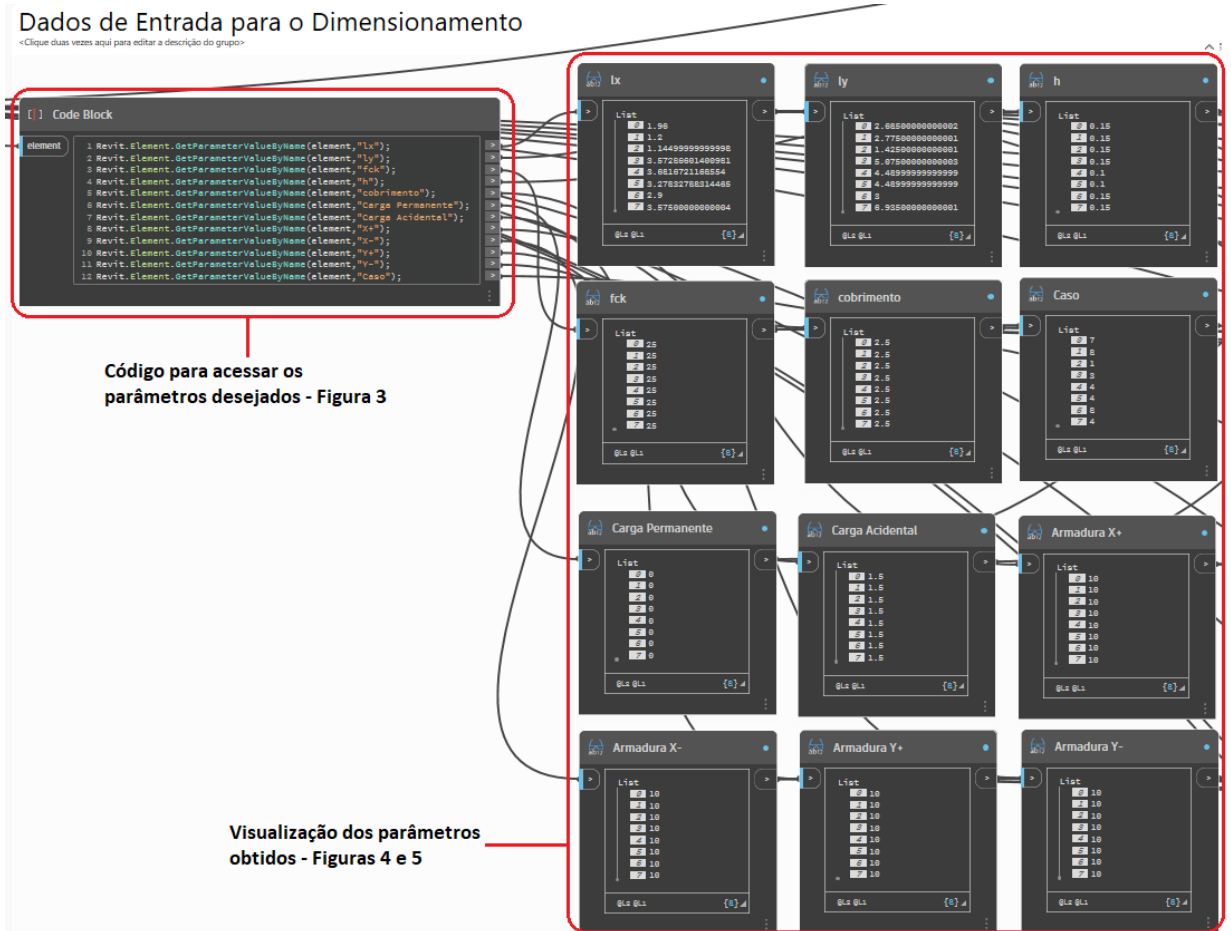 Dados de Entrada para o Dimensionamento
<Clique duas vezes aqui para editar a descrição do grupo>
Code Block
element
1 Revit.Element.GetParameterValueByName(element,"lx");
2 Revit.Element.GetParameterValueByName(element,"ly");
3 Revit.Element.GetParameterValueByName(element,"fck");
4 Revit.Element.GetParameterValueByName(element,"h");
5 Revit.Element.GetParameterValueByName(element,"cobrimento");
6 Revit.Element.GetParameterValueByName(element,"Carga Permanente");
7 Revit.Element.GetParameterValueByName(element,"Carga Acidental");
8 Revit.Element.GetParameterValueByName(element,"X+");
9 Revit.Element.GetParameterValueByName(element,"X-");
10 Revit.Element.GetParameterValueByName(element,"Y+");
11 Revit.Element.GetParameterValueByName(element,"Y-");
12 Revit.Element.GetParameterValueByName(element,"Caso");
Código para acessar os
parâmetros desejados - Figura 3
lx
List
0 1.96
1 1.2
2 1.14499999999998
3 3.57286601409381
4 3.6816721168554
5 3.27832788314465
6 2.9
7 3.57500000000004
@L2 @L1 {8}
ly
List
0 2.68500000000002
1 2.77500000000001
2 1.42500000000001
3 5.07500000000003
4 4.48999999999999
5 4.48999999999999
6 3
7 6.93500000000001
@L2 @L1 {8}
h
List
0 0.15
1 0.15
2 0.15
3 0.15
4 0.1
5 0.1
6 0.15
7 0.15
@L2 @L1 {8}
fck
List
0 25
1 25
2 25
3 25
4 25
5 25
6 25
7 25
@L2 @L1 {8}
cobrimento
List
0 2.5
1 2.5
2 2.5
3 2.5
4 2.5
5 2.5
6 2.5
7 2.5
@L2 @L1 {8}
Caso
List
0 7
1 8
2 1
3 3
4 4
5 4
6 8
7 4
@L2 @L1 {8}
Carga Permanente
List
0 0
1 0
2 0
3 0
4 0
5 0
6 0
7 0
@L2 @L1 {8}
Carga Acidental
List
0 1.5
1 1.5
2 1.5
3 1.5
4 1.5
5 1.5
6 1.5
7 1.5
@L2 @L1 {8}
Armadura X+
List
0 10
1 10
2 10
3 10
4 10
5 10
6 10
7 10
@L2 @L1 {8}
Armadura X-
List
0 10
1 10
2 10
3 10
4 10
5 10
6 10
7 10
@L2 @L1 {8}
Armadura Y+
List
0 10
1 10
2 10
3 10
4 10
5 10
6 10
7 10
@L2 @L1 {8}
Armadura Y-
List
0 10
1 10
2 10
3 10
4 10
5 10
6 10
7 10
@L2 @L1 {8}
Visualização dos parâmetros
obtidos - Figuras 4 e 5